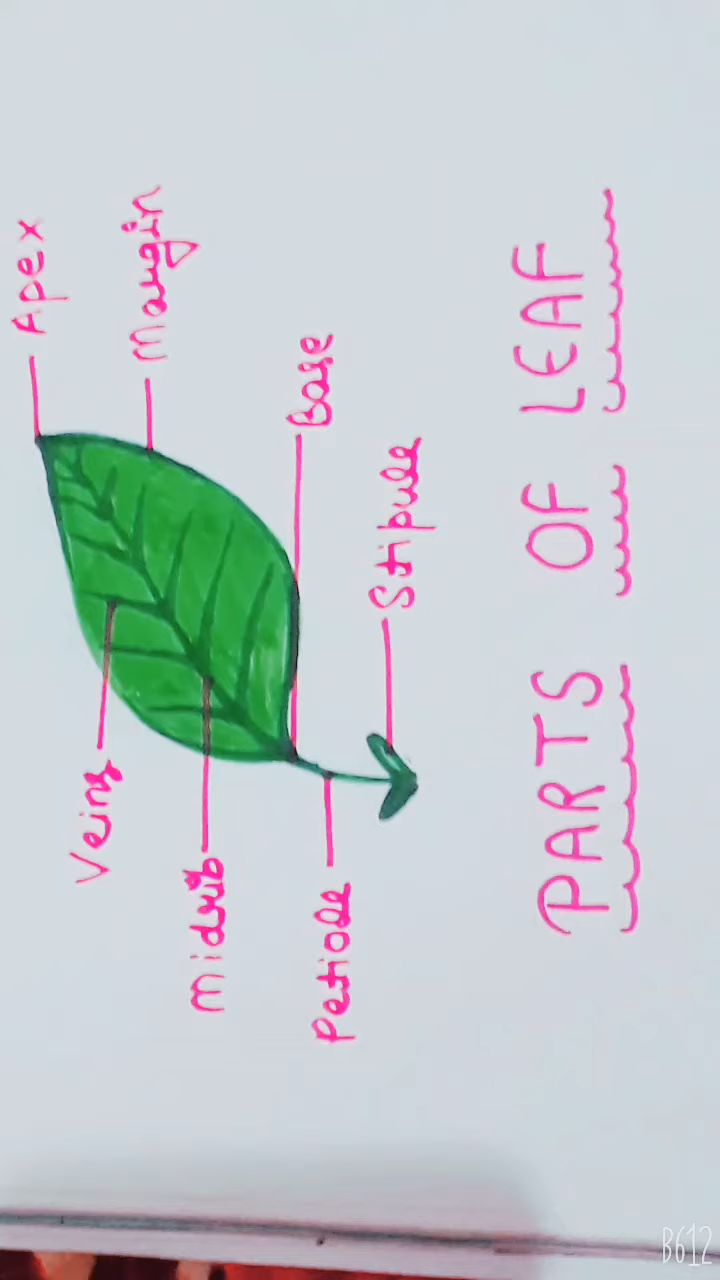 Apex
Margin
Base
Stipule
Veins
Midrib
Petiole
PARTS OF LEAF
B612